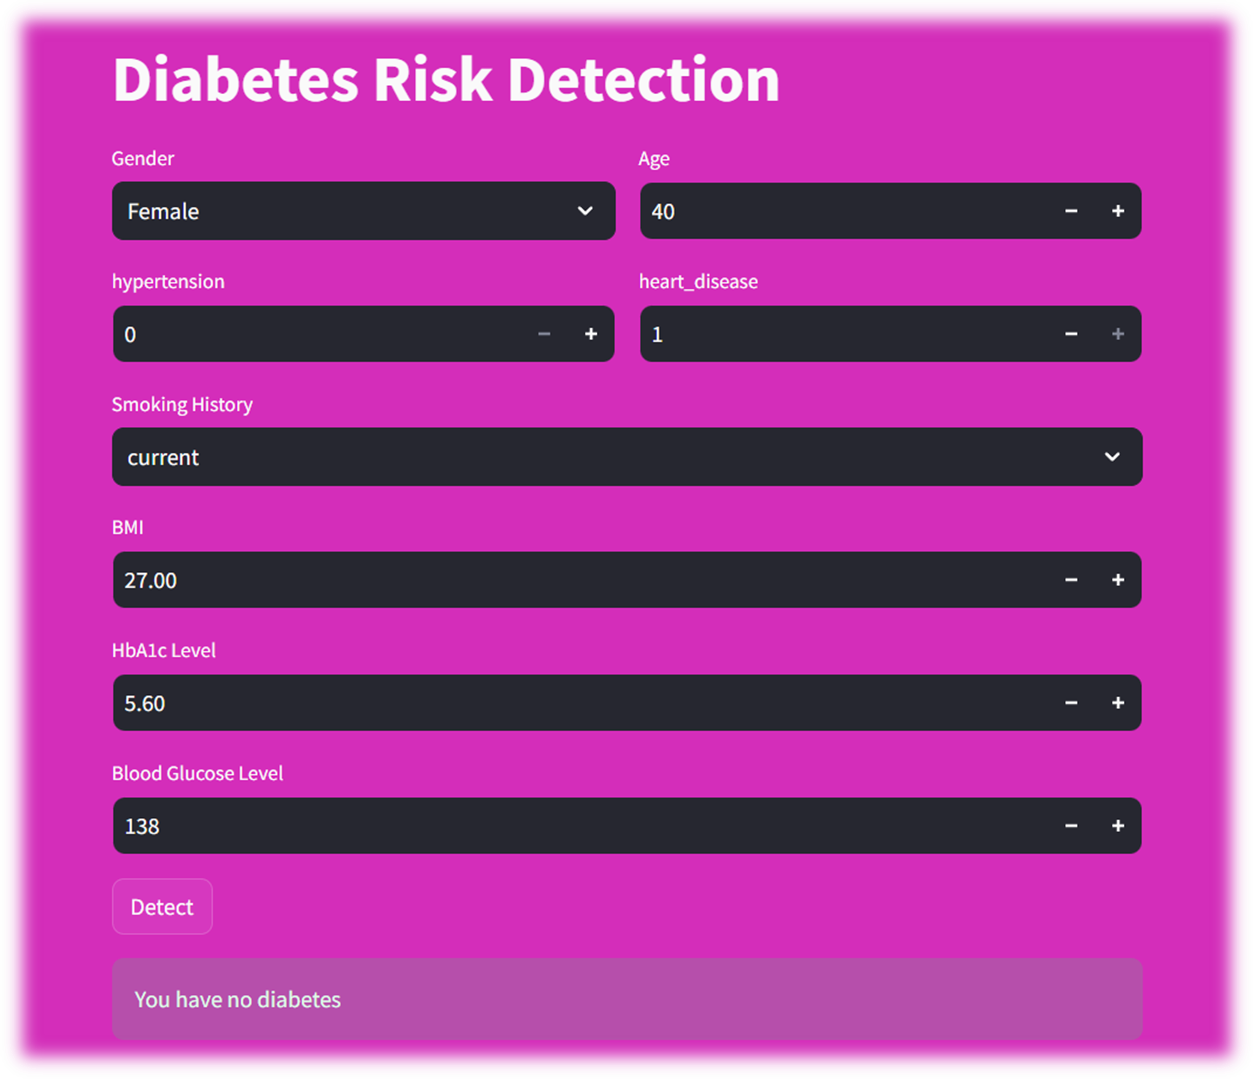 Diabetes Risk Detection
Gender
Age
Female
40
hypertension
heart_disease
0
1
Smoking History
current
BMI
27.00
HbA1c Level
5.60
Blood Glucose Level
138
Detect
You have no diabetes